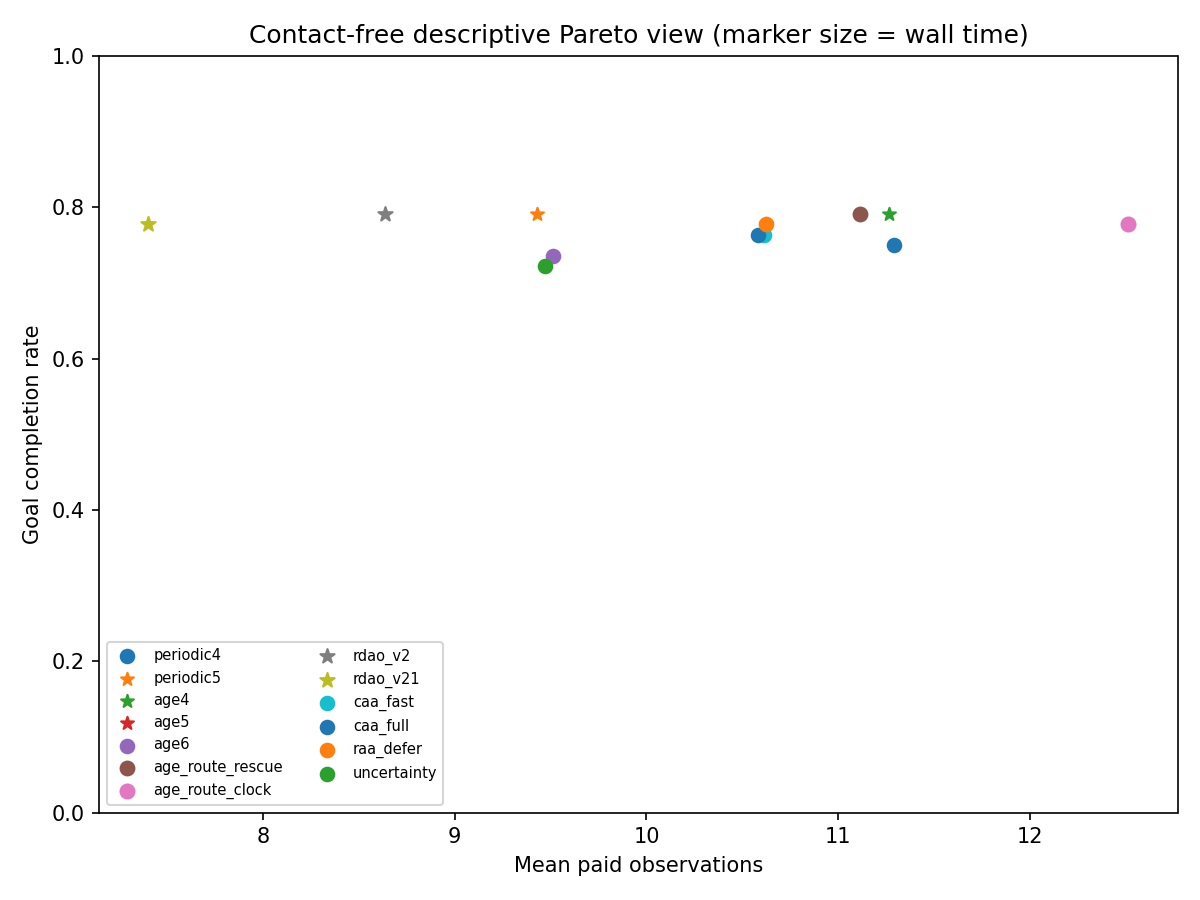 Contact-free descriptive Pareto view (marker size = wall time)
Goal completion rate
1.0
0.8
0.6
0.4
0.2
0.0
periodic4
periodic5
age4
age5
age6
age_route_rescue
age_route_clock
rdao_v2
rdao_v21
caa_fast
caa_full
raa_defer
uncertainty
8 9 10 11 12
Mean paid observations